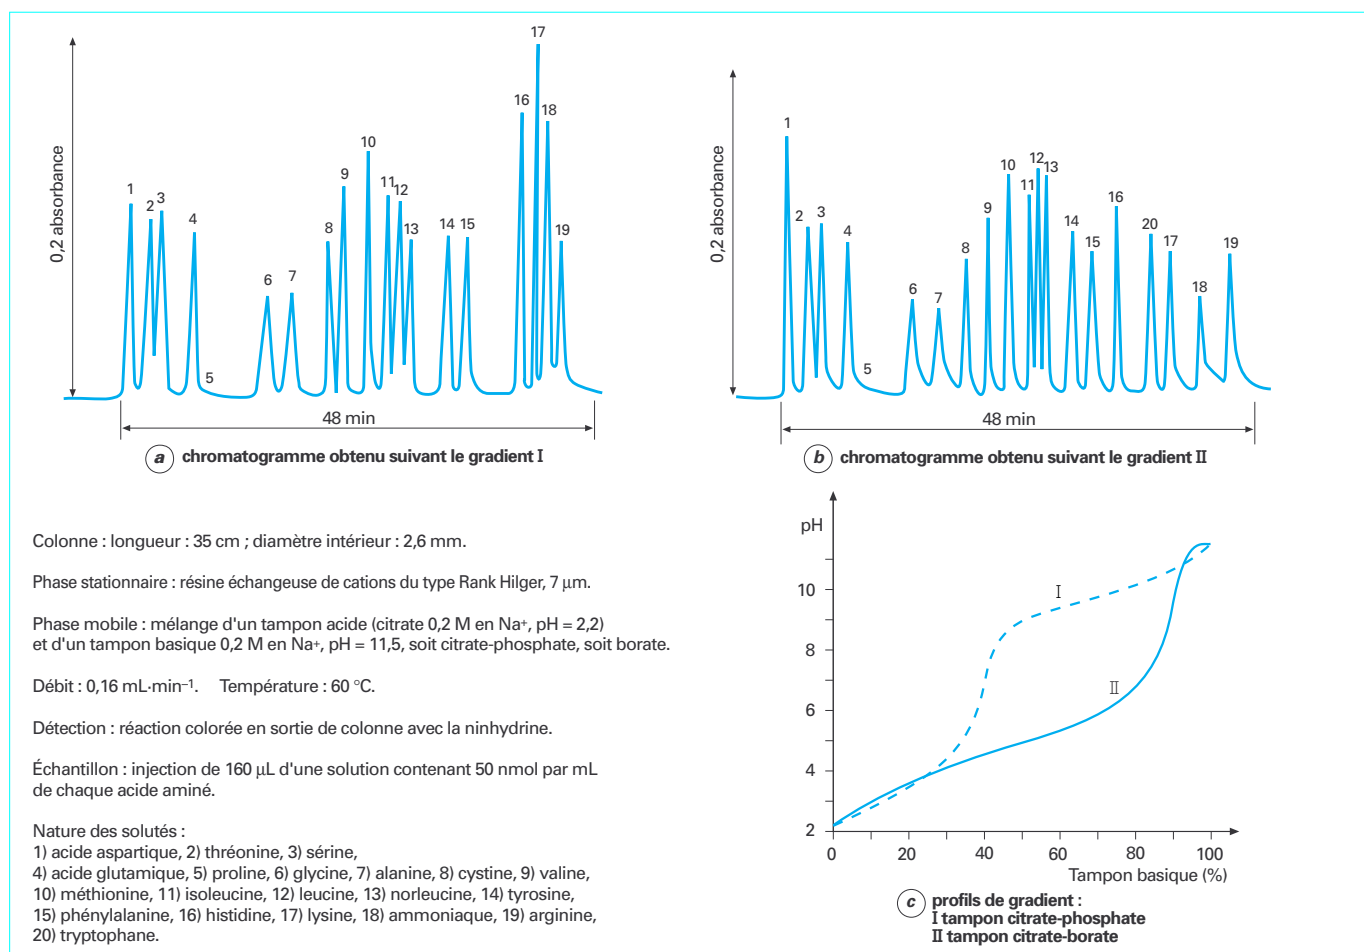 17
16
18
10
9
1
3
2
11
12
4
8
13
14
15
19
6
7
5
0,2 absorbance
48 min
a chromatogramme obtenu suivant le gradient I
1
12
13
10
11
16
9
2
3
14
20
4
8
15
17
19
6
7
18
5
0,2 absorbance
48 min
b chromatogramme obtenu suivant le gradient II
Colonne : longueur : 35 cm ; diamètre intérieur : 2,6 mm.
Phase stationnaire : résine échangeuse de cations du type Rank Hilger, 7 µm.
Phase mobile : mélange d'un tampon acide (citrate 0,2 M en Na+, pH = 2,2)
et d'un tampon basique 0,2 M en Na+, pH = 11,5, soit citrate-phosphate, soit borate.
Débit : 0,16 mL·min–1. Température : 60 °C.
Détection : réaction colorée en sortie de colonne avec la ninhydrine.
Échantillon : injection de 160 µL d'une solution contenant 50 nmol par mL
de chaque acide aminé.
Nature des solutés :
1) acide aspartique, 2) thréonine, 3) sérine,
4) acide glutamique, 5) proline, 6) glycine, 7) alanine, 8) cystine, 9) valine,
10) méthionine, 11) isoleucine, 12) leucine, 13) norleucine, 14) tyrosine,
15) phénylalanine, 16) histidine, 17) lysine, 18) ammoniaque, 19) arginine,
20) tryptophane.
pH
10
8
6
4
2
I
II
0 20 40 60 80 100
Tampon basique (%)
c profils de gradient :
I tampon citrate-phosphate
II tampon citrate-borate